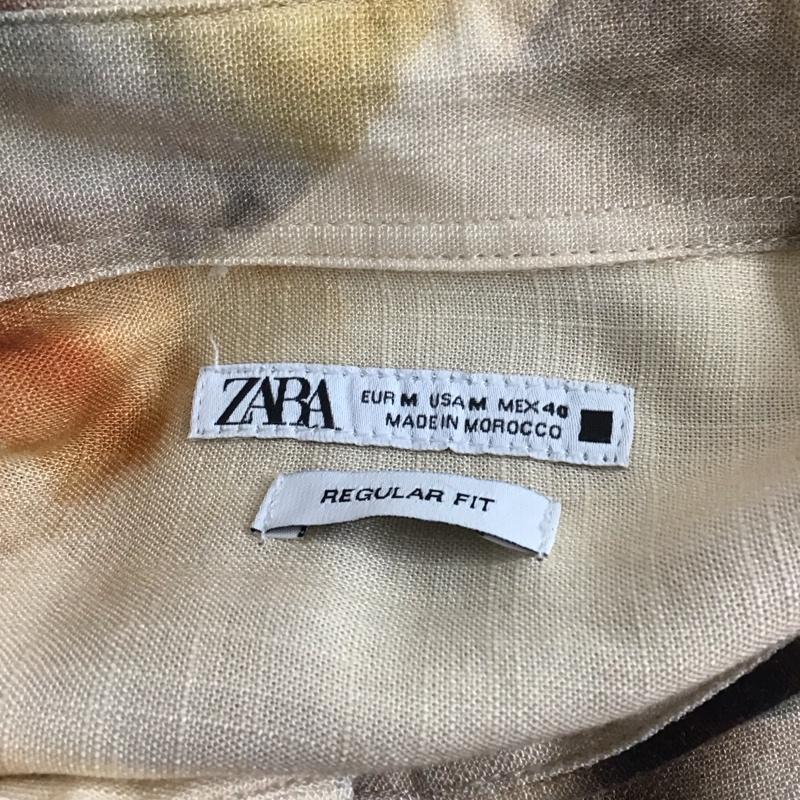 ZARA
EUR M USA M MEX 40
MADE IN MOROCCO
REGULAR FIT